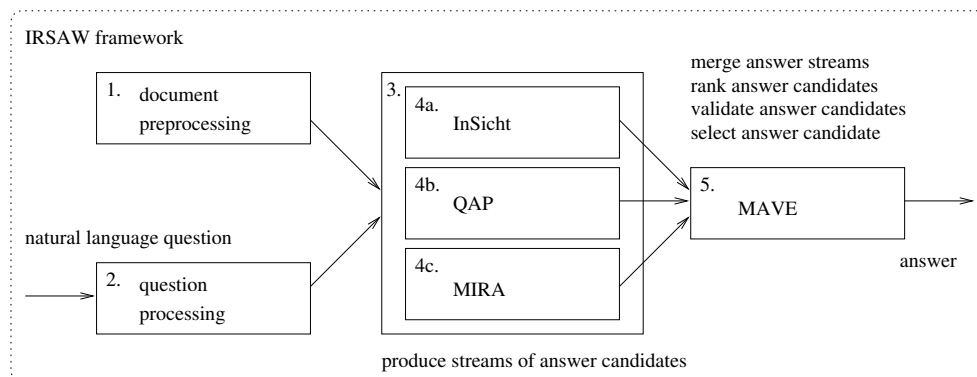 IRSAW framework
1. document
preprocessing
natural language question
2. question
processing
3.
4a.
InSicht
4b.
QAP
4c.
MIRA
produce streams of answer candidates
merge answer streams
rank answer candidates
validate answer candidates
select answer candidate
5.
MAVE
answer